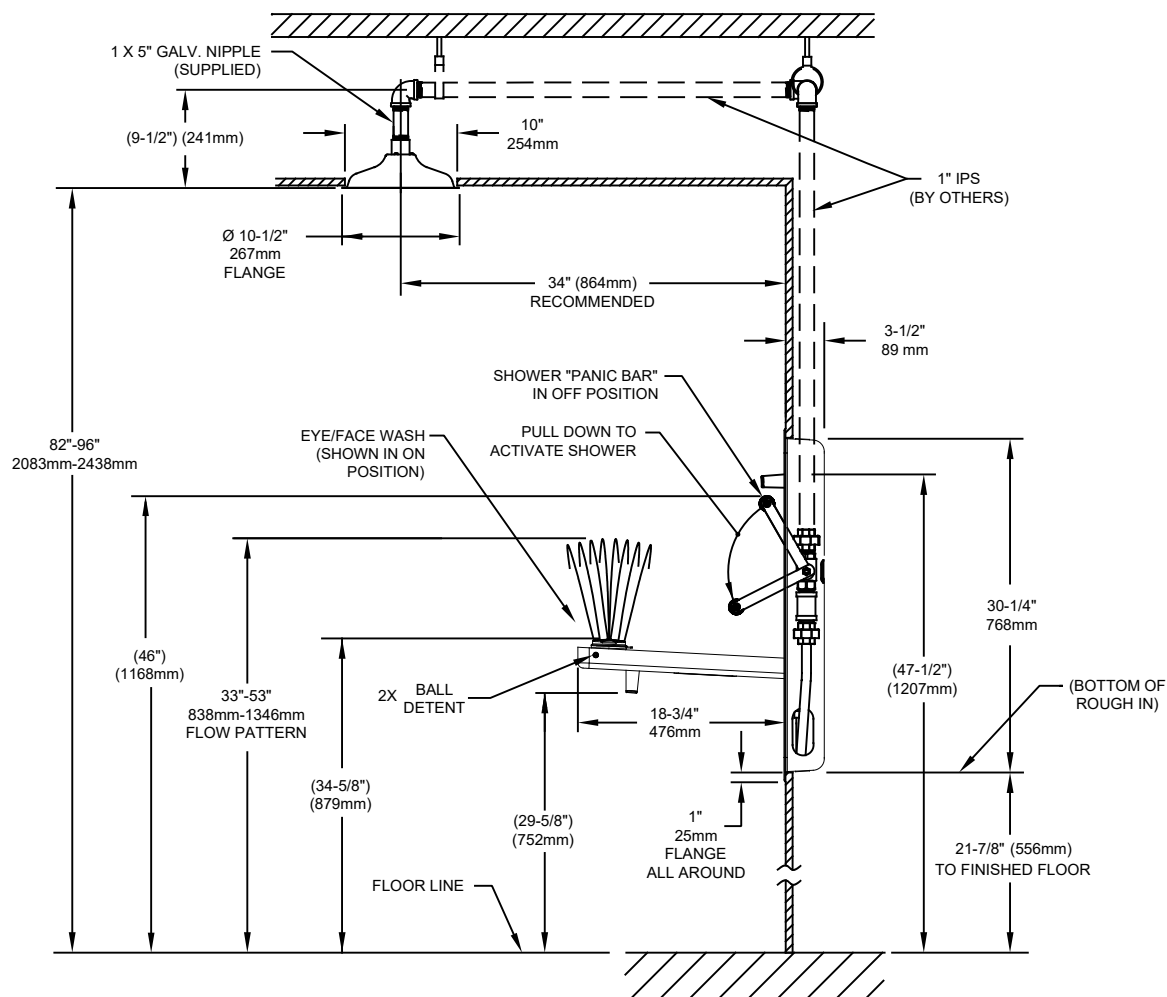 1 X 5" GALV. NIPPLE
(SUPPLIED)
(9-1/2") (241mm)
10"
254mm
1" IPS
(BY OTHERS)
Ø 10-1/2"
267mm
FLANGE
34" (864mm)
RECOMMENDED
3-1/2"
89 mm
SHOWER "PANIC BAR"
IN OFF POSITION
82"-96"
2083mm-2438mm
EYE/FACE WASH
(SHOWN IN ON
POSITION)
PULL DOWN TO
ACTIVATE SHOWER
30-1/4"
768mm
(46")
(1168mm)
33"-53"
838mm-1346mm
FLOW PATTERN
2X BALL
DETENT
18-3/4"
476mm
(47-1/2")
(1207mm)
(BOTTOM OF
ROUGH IN)
(34-5/8")
(879mm)
(29-5/8")
(752mm)
1"
25mm
FLANGE
ALL AROUND
21-7/8" (556mm)
TO FINISHED FLOOR
FLOOR LINE